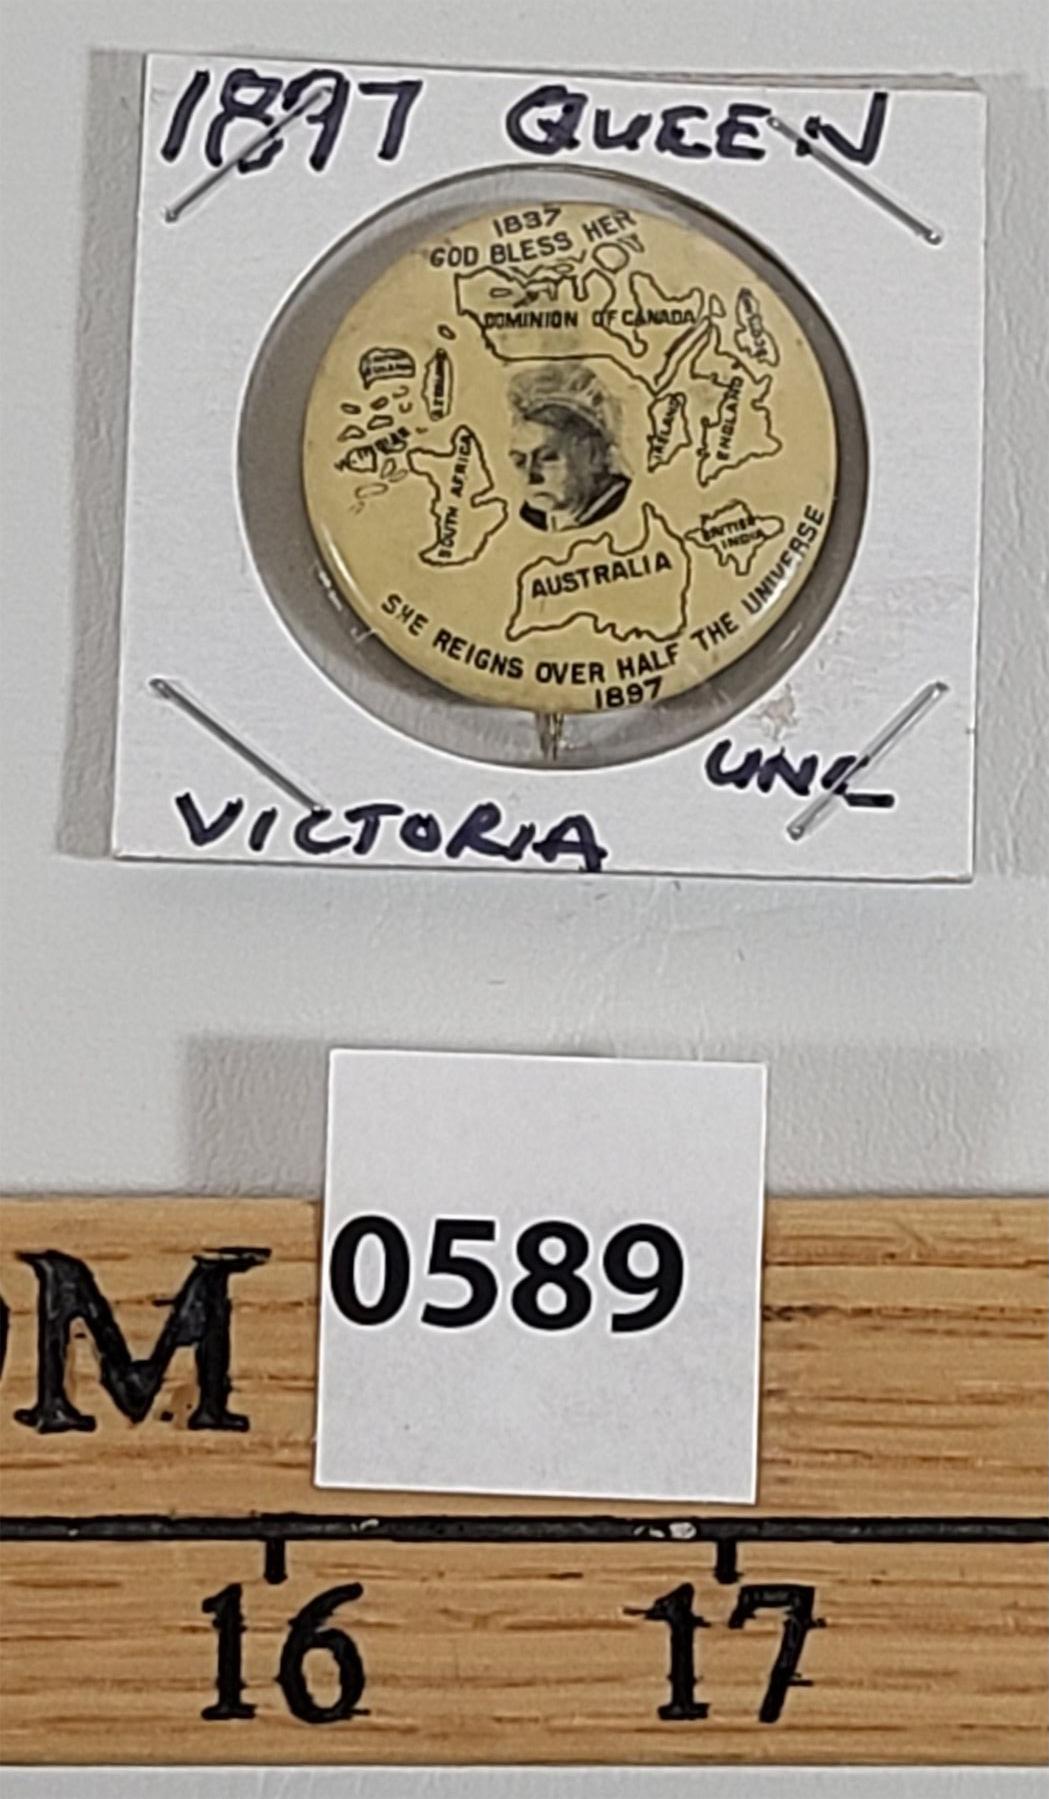 1897 QUEEN
1837
GOD BLESS HER
DOMINION OF CANADA
IRELAND
ENGLAND
SOUTH AFRICA
BRITISH
INDIA
AUSTRALIA
SHE REIGNS OVER HALF THE UNIVERSE
1897
UNC
VICTORIA
0589
OM
16 17